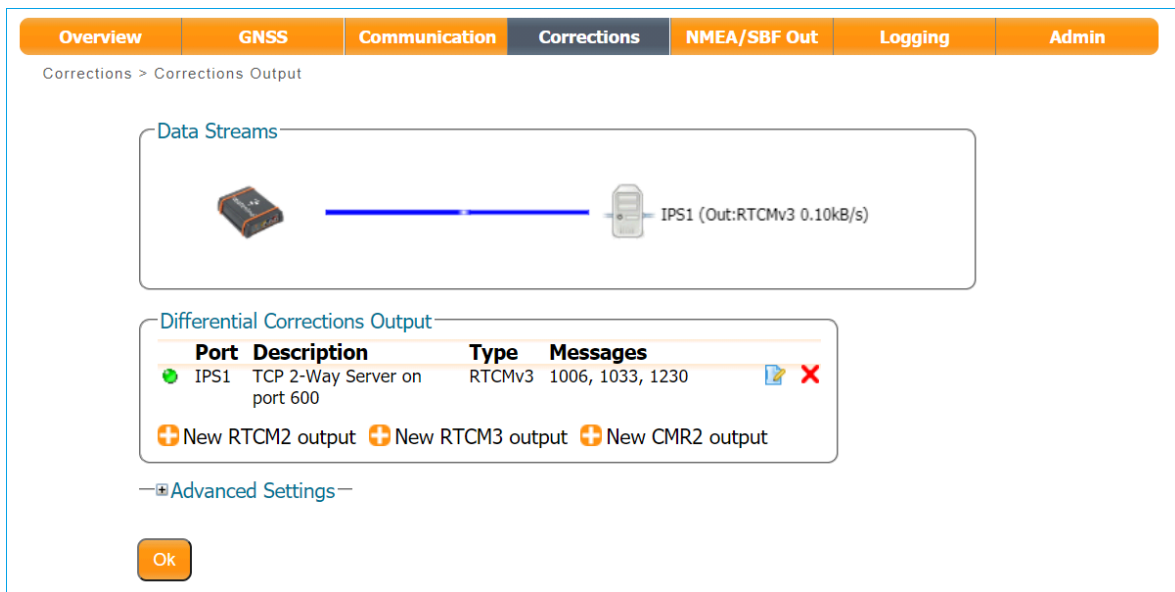 Overview GNSS Communication Corrections NMEA/SBF Out Logging Admin
Corrections > Corrections Output
Data Streams
IPS1 (Out:RTCMv3 0.10kB/s)
Differential Corrections Output
Port Description Type Messages
IPS1 TCP 2-Way Server on RTCMv3 1006, 1033, 1230
port 600
New RTCM2 output New RTCM3 output New CMR2 output
Advanced Settings
Ok